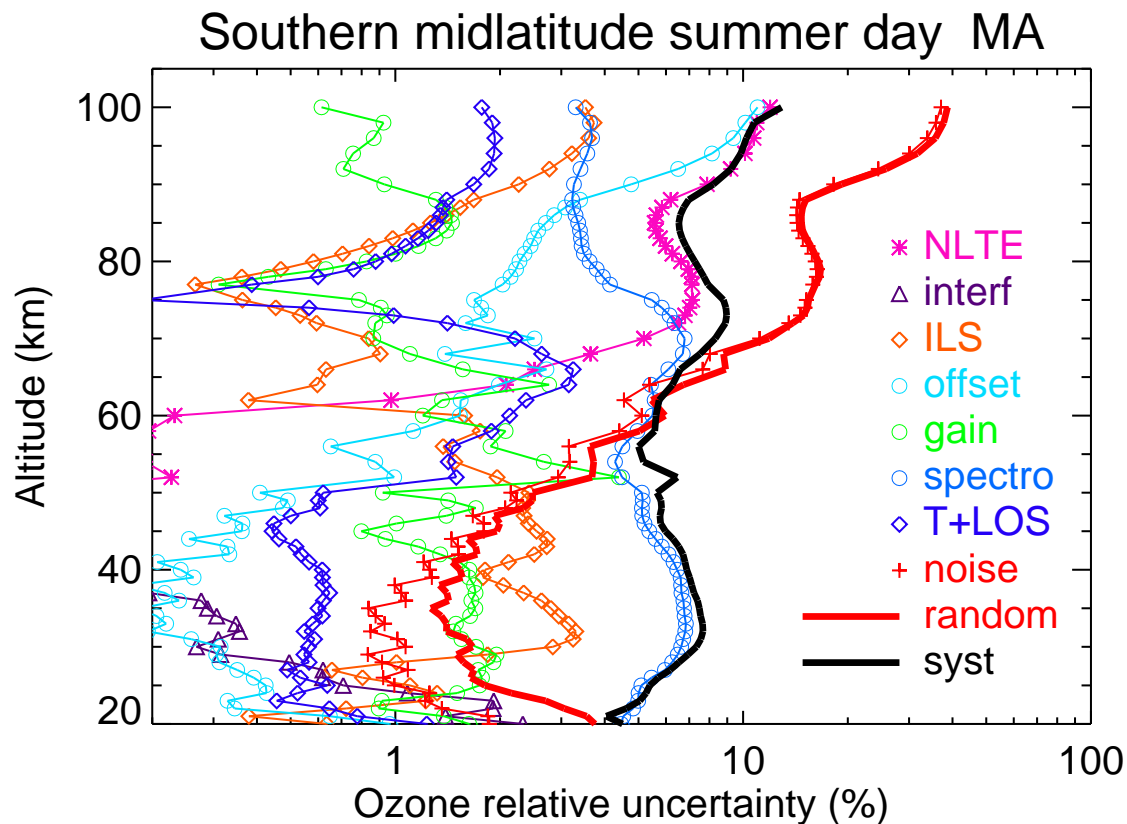 Southern midlatitude summer day MA
Altitude (km)
100
80
60
40
20
NLTE
interf
ILS
offset
gain
spectro
T+LOS
noise
random
syst
1
10
100
Ozone relative uncertainty (%)